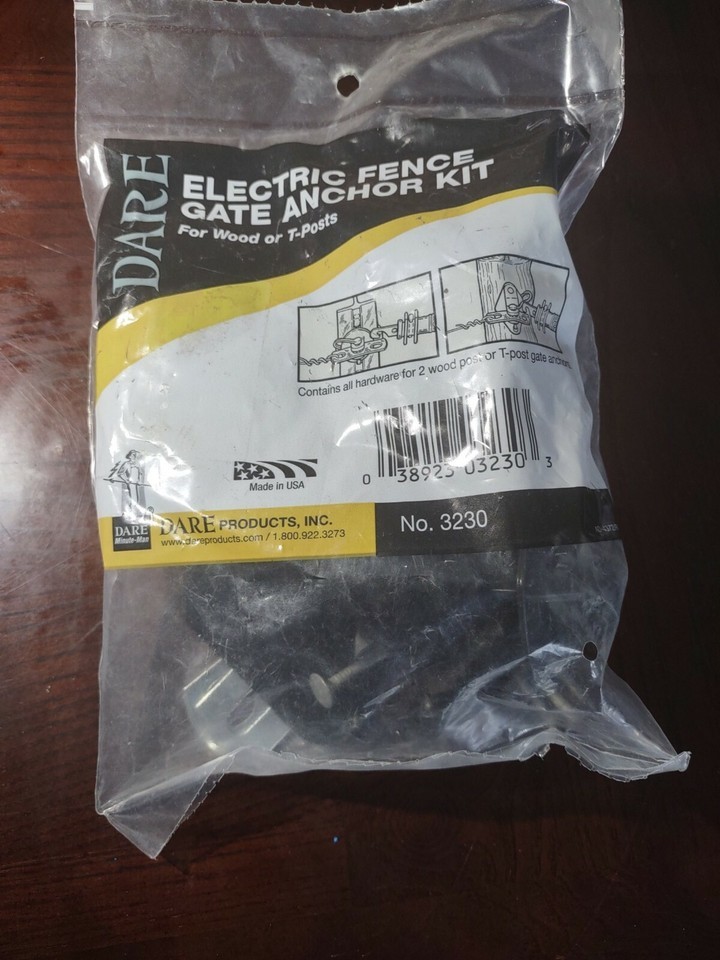 DARE
ELECTRIC FENCE
GATE ANCHOR KIT
For Wood or T-Posts
Contains all hardware for 2 wood post or T-post gate
0 38923 03230 3
Made in USA
DARE
Minute-Man
DARE PRODUCTS, INC.
www.dareproducts.com / 1.800.922.3273
No. 3230